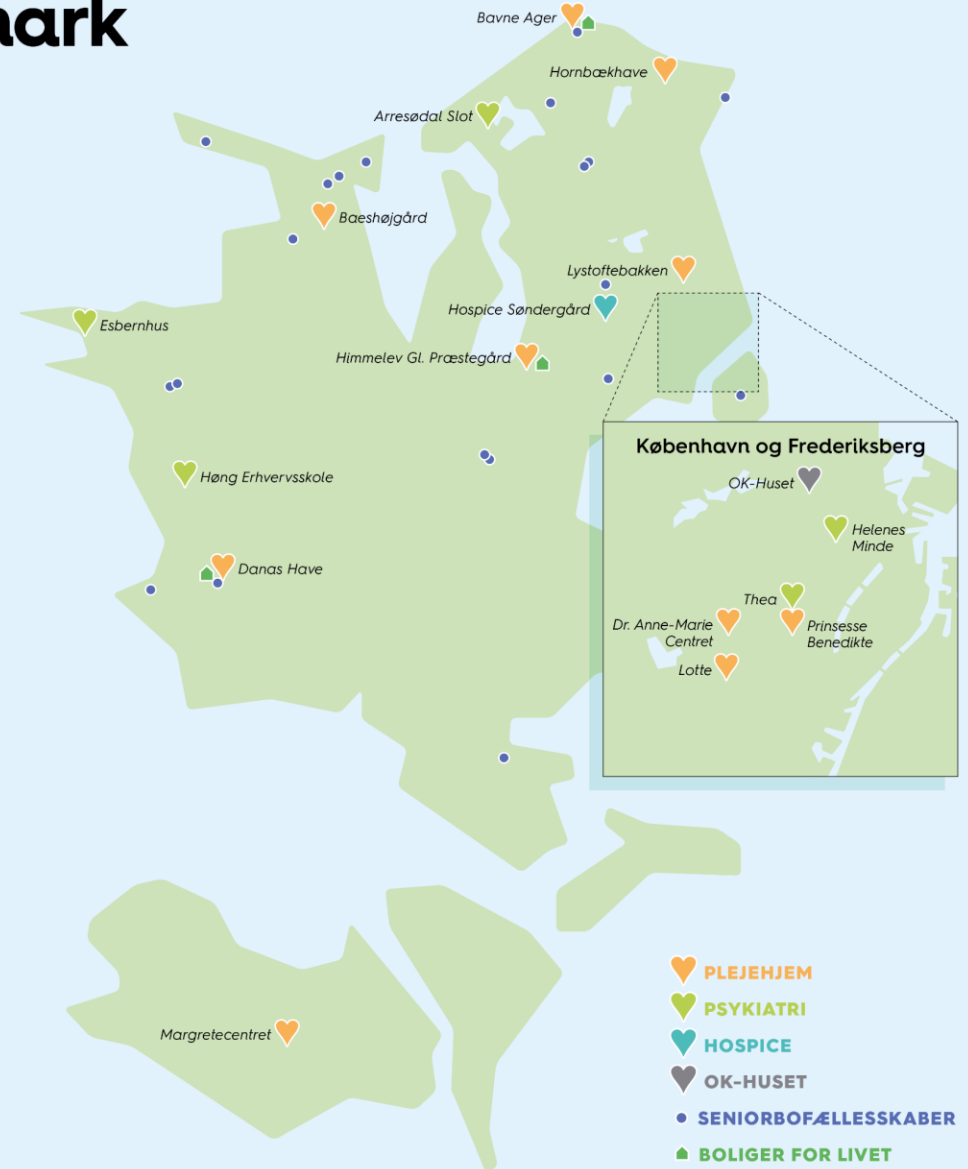 Bavne Ager
Hornbækhave
Arresødal Slot
Baeshøjgård
Lystoftebakken
Hospice Søndergård
Esbernhus
Himmelev Gl. Præstegård
København og Frederiksberg
Høng Erhvervsskole
OK-Huset
Helenes
Minde
Danas Have
Thea
Dr. Anne-Marie
Centret
Prinsesse
Benedikte
Lotte
Margretecentret
PLEJEHJEM
PSYKIATRI
HOSPICE
OK-HUSET
SENIORBOFÆLLESSKABER
BOLIGER FOR LIVET